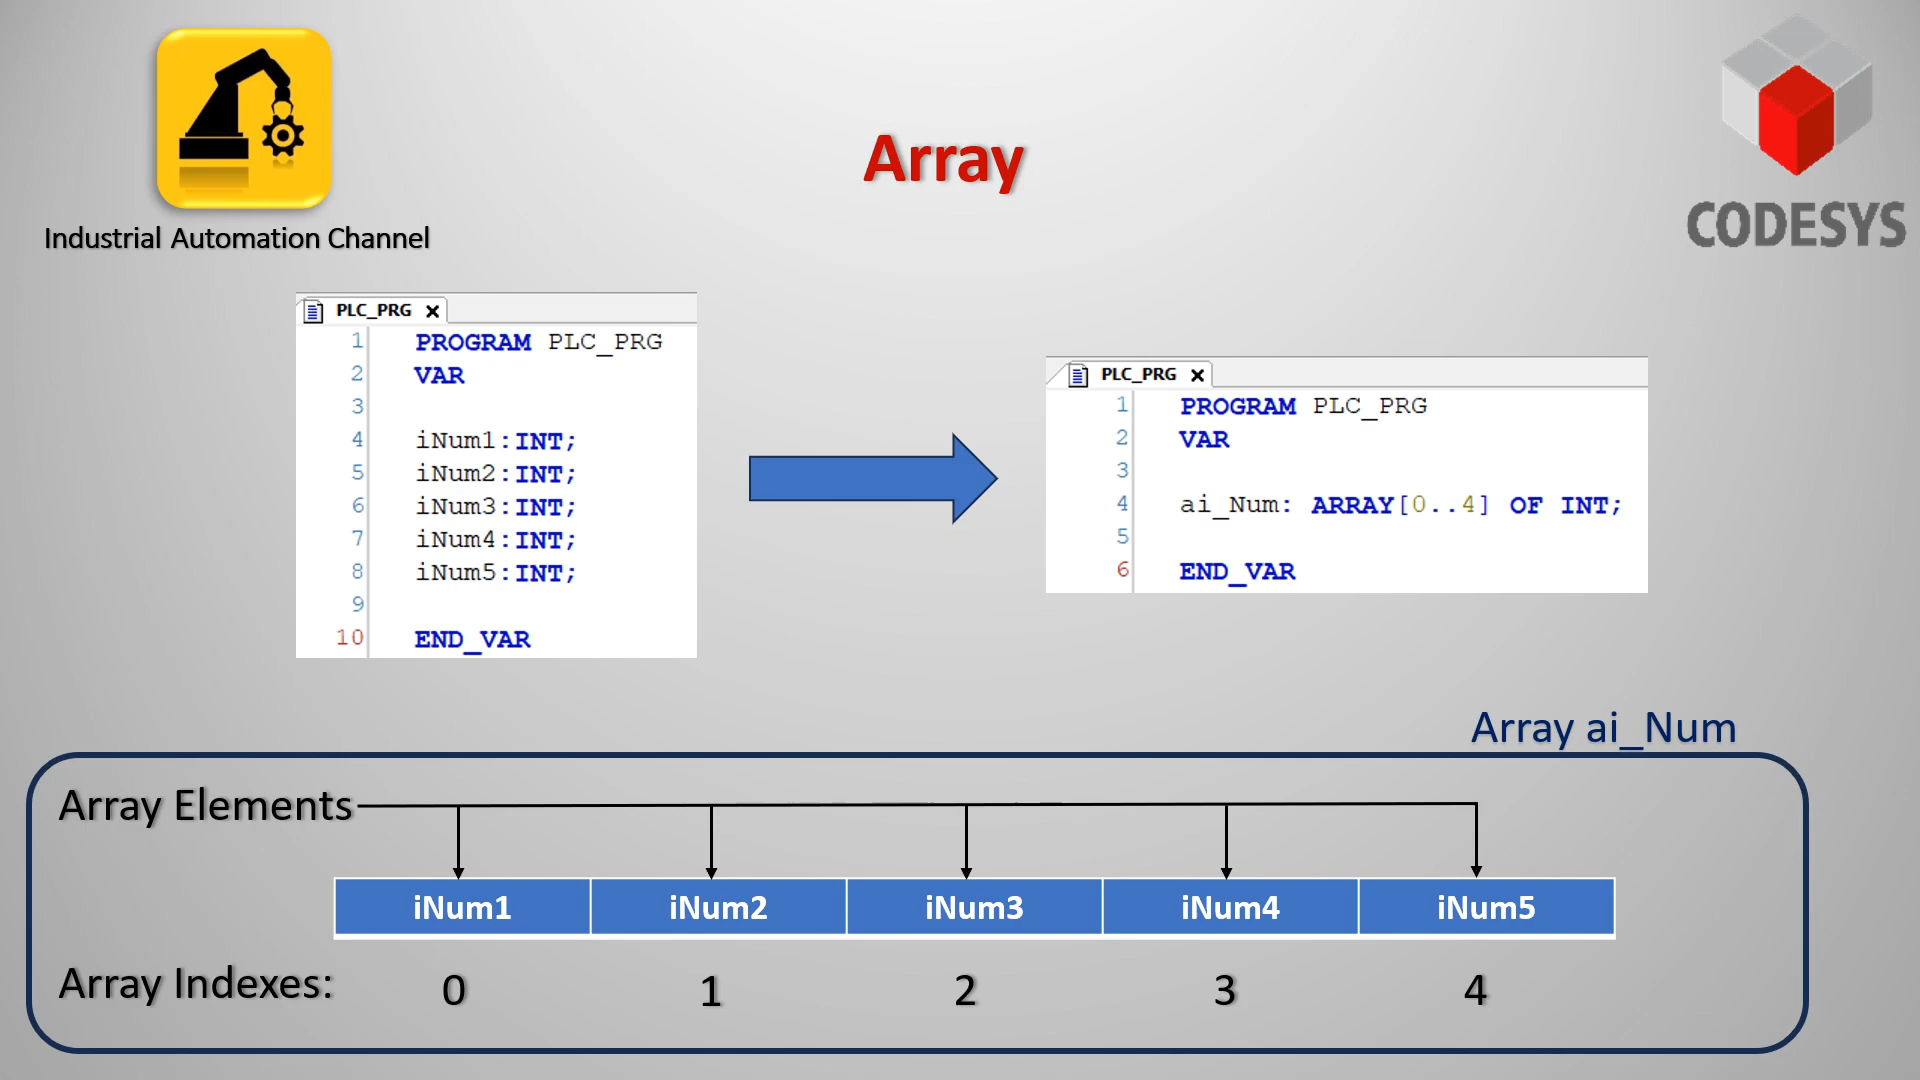 Array
Industrial Automation Channel
CODESYS
PLC_PRG
1 PROGRAM PLC_PRG
2 VAR
3
4 iNum1:INT;
5 iNum2:INT;
6 iNum3:INT;
7 iNum4:INT;
8 iNum5:INT;
9
10 END_VAR
PLC_PRG
1 PROGRAM PLC_PRG
2 VAR
3
4 ai_Num: ARRAY[0..4] OF INT;
5
6 END_VAR
Array ai_Num
Array Elements
iNum1 iNum2 iNum3 iNum4 iNum5
Array Indexes: 0 1 2 3 4